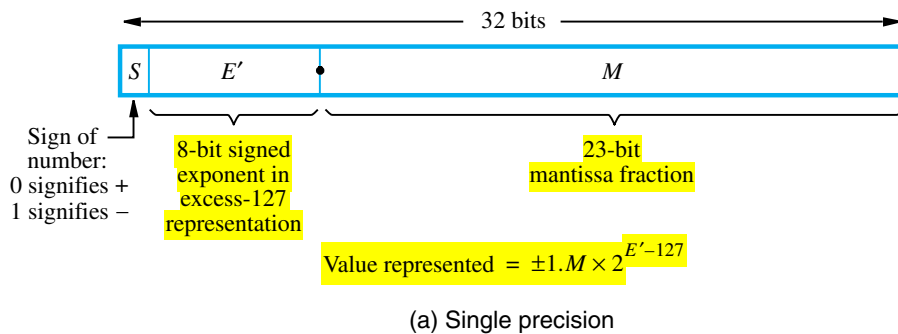 32 bits
S E′ M
Sign of
number:
0 signifies +
1 signifies −
8-bit signed
exponent in
excess-127
representation
23-bit
mantissa fraction
Value represented = ±1.M × 2^E′−127
(a) Single precision